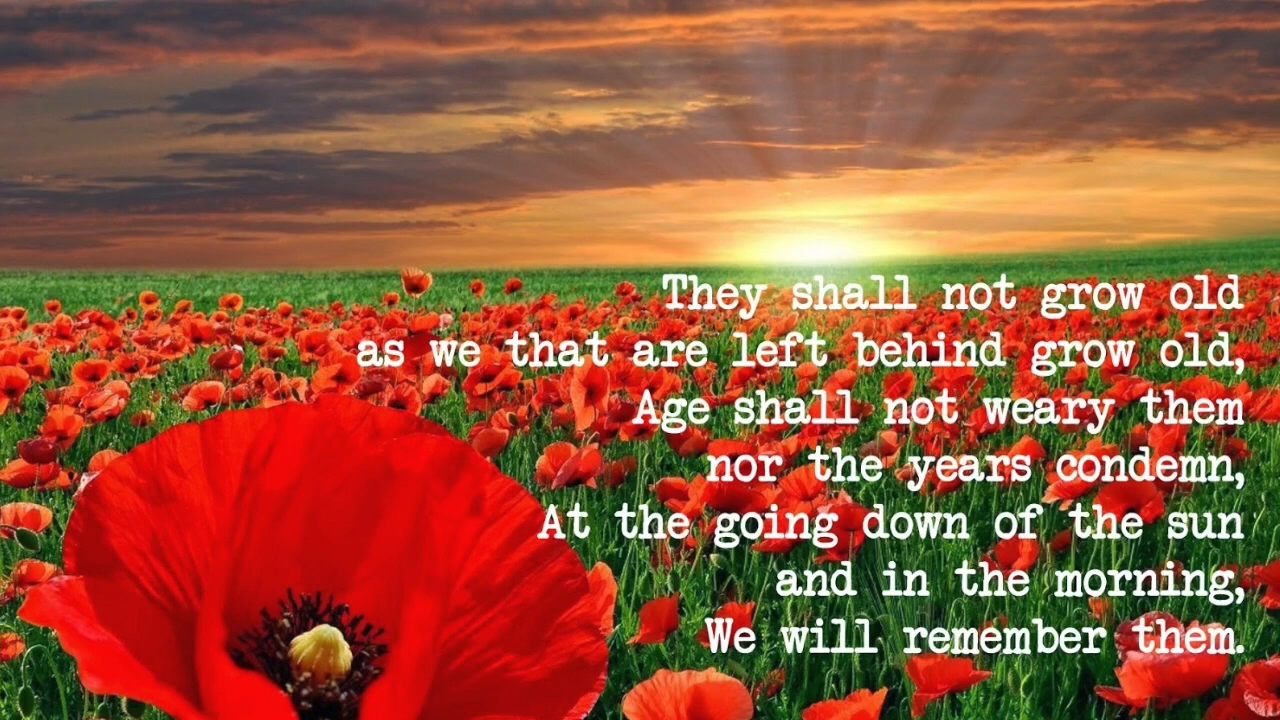 They shall not grow old
as we that are left behind grow old,
Age shall not weary them
nor the years condemn,
At the going down of the sun
and in the morning,
We will remember them.